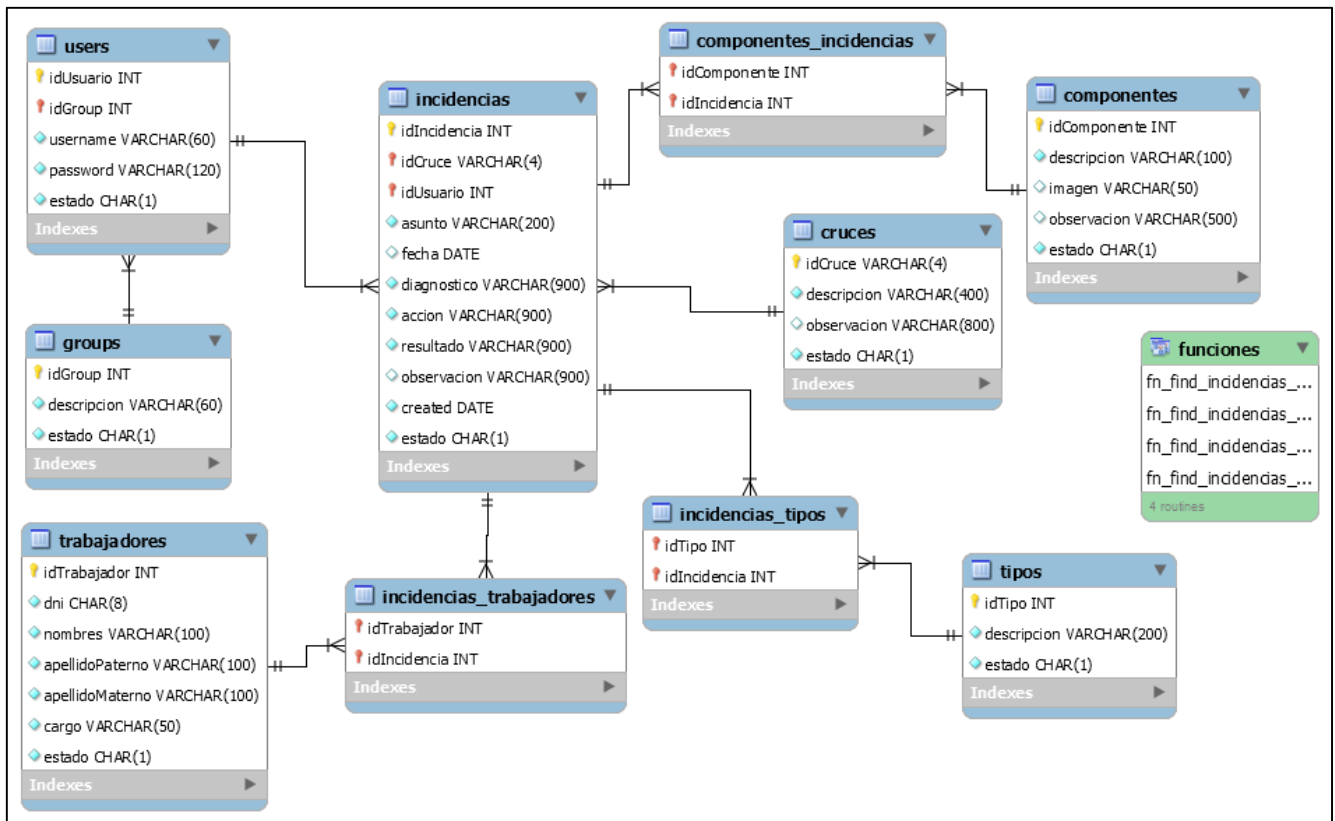 users
idUsuario INT
idGroup INT
username VARCHAR(60)
password VARCHAR(120)
estado CHAR(1)
Indexes
groups
idGroup INT
descripcion VARCHAR(60)
estado CHAR(1)
Indexes
trabajadores
idTrabajador INT
dni CHAR(8)
nombres VARCHAR(100)
apellidoPaterno VARCHAR(100)
apellidoMaterno VARCHAR(100)
cargo VARCHAR(50)
estado CHAR(1)
Indexes
incidencias
idIncidencia INT
idCruce VARCHAR(4)
idUsuario INT
asunto VARCHAR(200)
fecha DATE
diagnostico VARCHAR(900)
accion VARCHAR(900)
resultado VARCHAR(900)
observacion VARCHAR(900)
created DATE
estado CHAR(1)
Indexes
incidencias_trabajadores
idTrabajador INT
idIncidencia INT
Indexes
componentes_incidencias
idComponente INT
idIncidencia INT
Indexes
cruces
idCruce VARCHAR(4)
descripcion VARCHAR(400)
observacion VARCHAR(800)
estado CHAR(1)
Indexes
incidencias_tipos
idTipo INT
idIncidencia INT
Indexes
componentes
idComponente INT
descripcion VARCHAR(100)
imagen VARCHAR(50)
observacion VARCHAR(500)
estado CHAR(1)
Indexes
funciones
fn_find_incidencias_...
fn_find_incidencias_...
fn_find_incidencias_...
fn_find_incidencias_...
4 routines
tipos
idTipo INT
descripcion VARCHAR(200)
estado CHAR(1)
Indexes